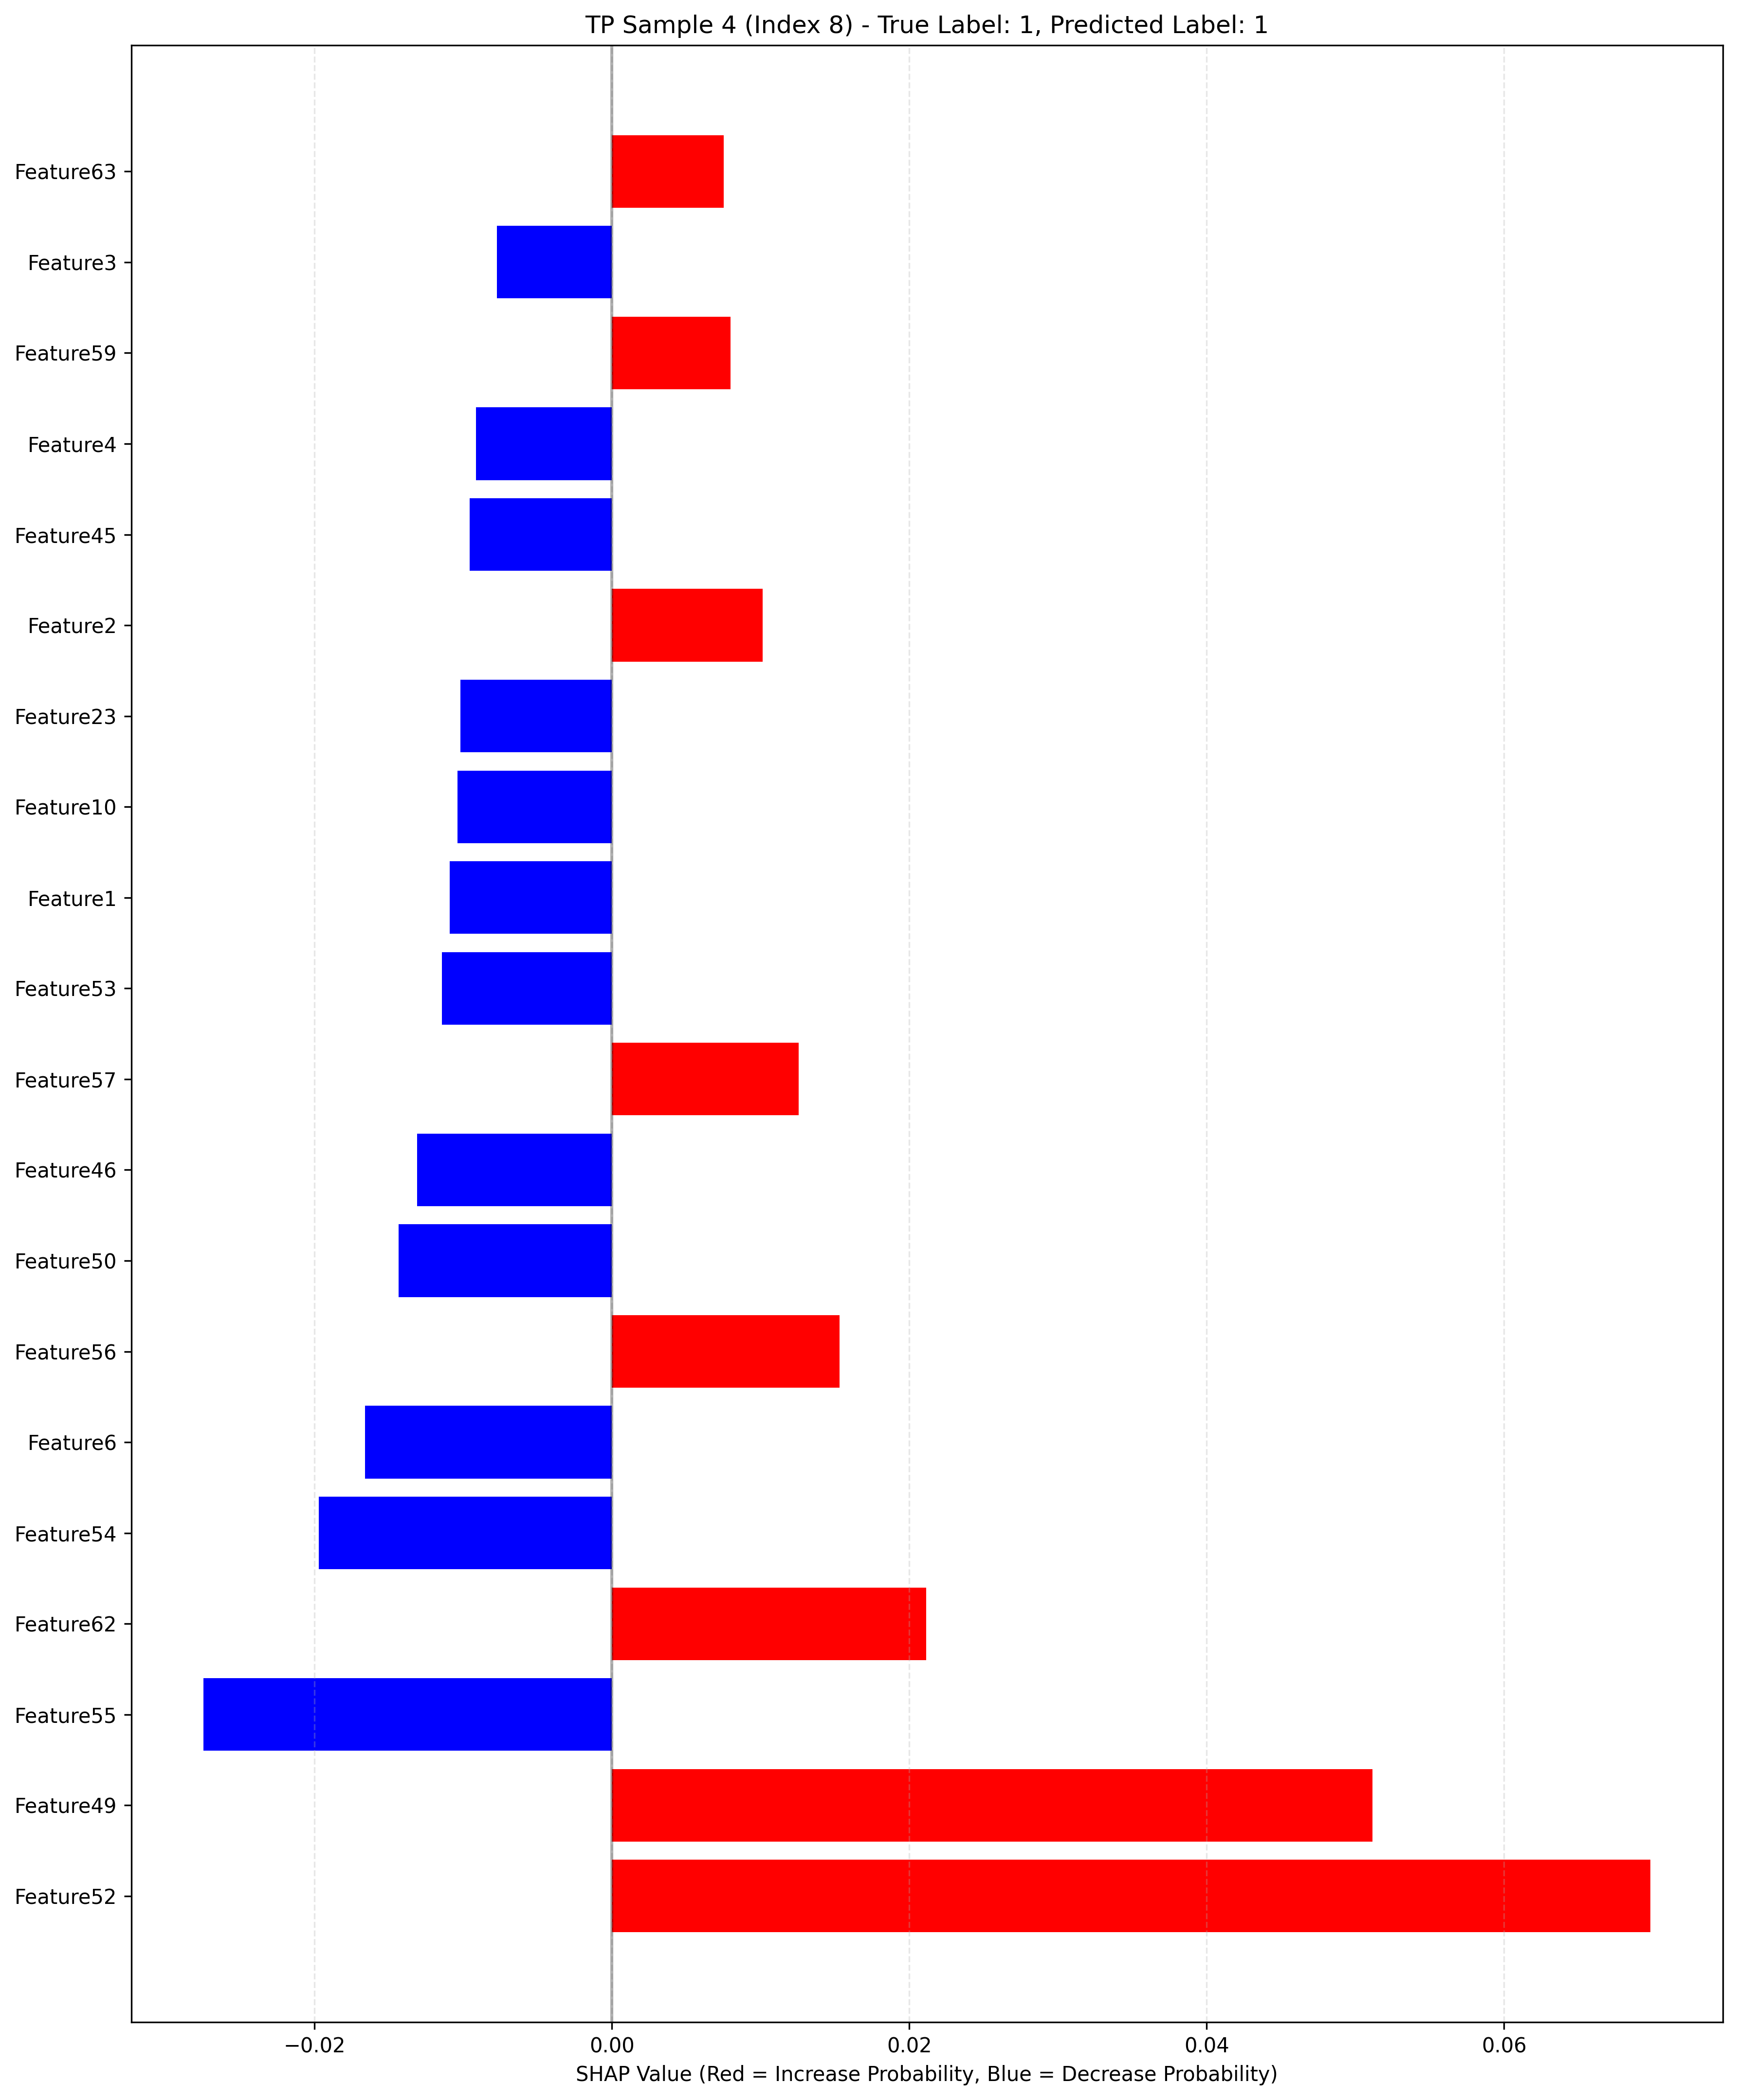 TP Sample 4 (Index 8) - True Label: 1, Predicted Label: 1
Feature63
Feature3
Feature59
Feature4
Feature45
Feature2
Feature23
Feature10
Feature1
Feature53
Feature57
Feature46
Feature50
Feature56
Feature6
Feature54
Feature62
Feature55
Feature49
Feature52
−0.02 0.00 0.02 0.04 0.06
SHAP Value (Red = Increase Probability, Blue = Decrease Probability)